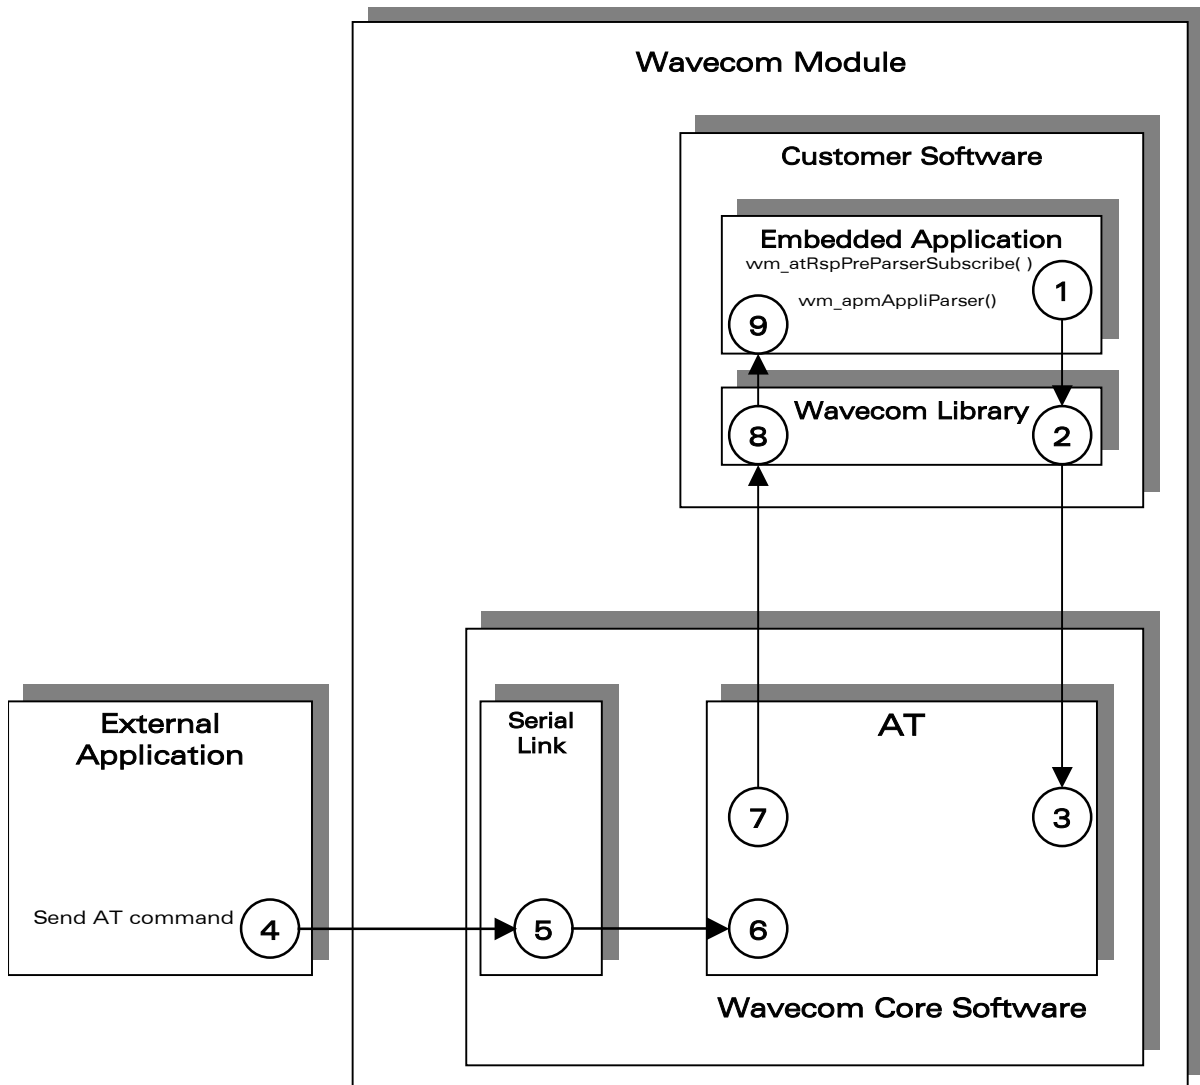 Wavecom Module
Customer Software
Embedded Application
wm_atRspPreParserSubscribe( )
1
wm_apmAppliParser()
9
Wavecom Library
8
2
External
Application
Serial
Link
AT
7
3
Send AT command
4
5
6
Wavecom Core Software